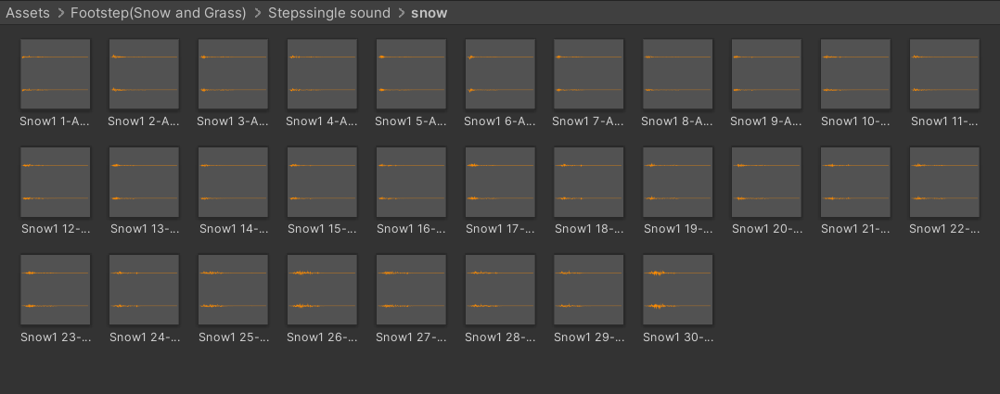 Assets > Footstep(Snow and Grass) > Stepssingle sound > snow
Snow1 1-A... Snow1 2-A... Snow1 3-A... Snow1 4-A... Snow1 5-A... Snow1 6-A... Snow1 7-A... Snow1 8-A... Snow1 9-A... Snow1 10-... Snow1 11-...
Snow1 12-... Snow1 13-... Snow1 14-... Snow1 15-... Snow1 16-... Snow1 17-... Snow1 18-... Snow1 19-... Snow1 20-... Snow1 21-... Snow1 22-...
Snow1 23-... Snow1 24-... Snow1 25-... Snow1 26-... Snow1 27-... Snow1 28-... Snow1 29-... Snow1 30-...